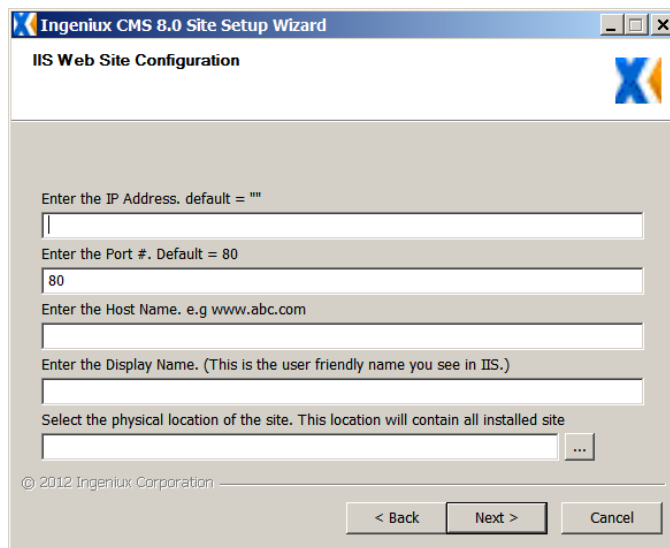 Ingeniux CMS 8.0 Site Setup Wizard
IIS Web Site Configuration
Enter the IP Address. default = ""
Enter the Port #. Default = 80
80
Enter the Host Name. e.g www.abc.com
Enter the Display Name. (This is the user friendly name you see in IIS.)
Select the physical location of the site. This location will contain all installed site
...
© 2012 Ingeniux Corporation
< Back
Next >
Cancel